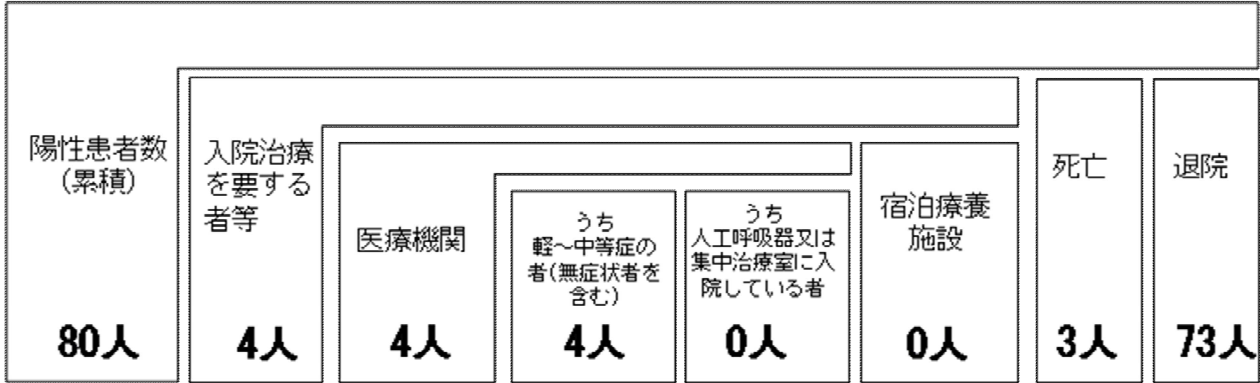 陽性患者数
(累積)
80人
入院治療
を要する
者等
4人
医療機関
4人
うち
軽～中等症の
者(無症状者を
含む)
4人
うち
人工呼吸器又は
集中治療室に入
院している者
0人
宿泊療養
施設
0人
死亡
3人
退院
73人